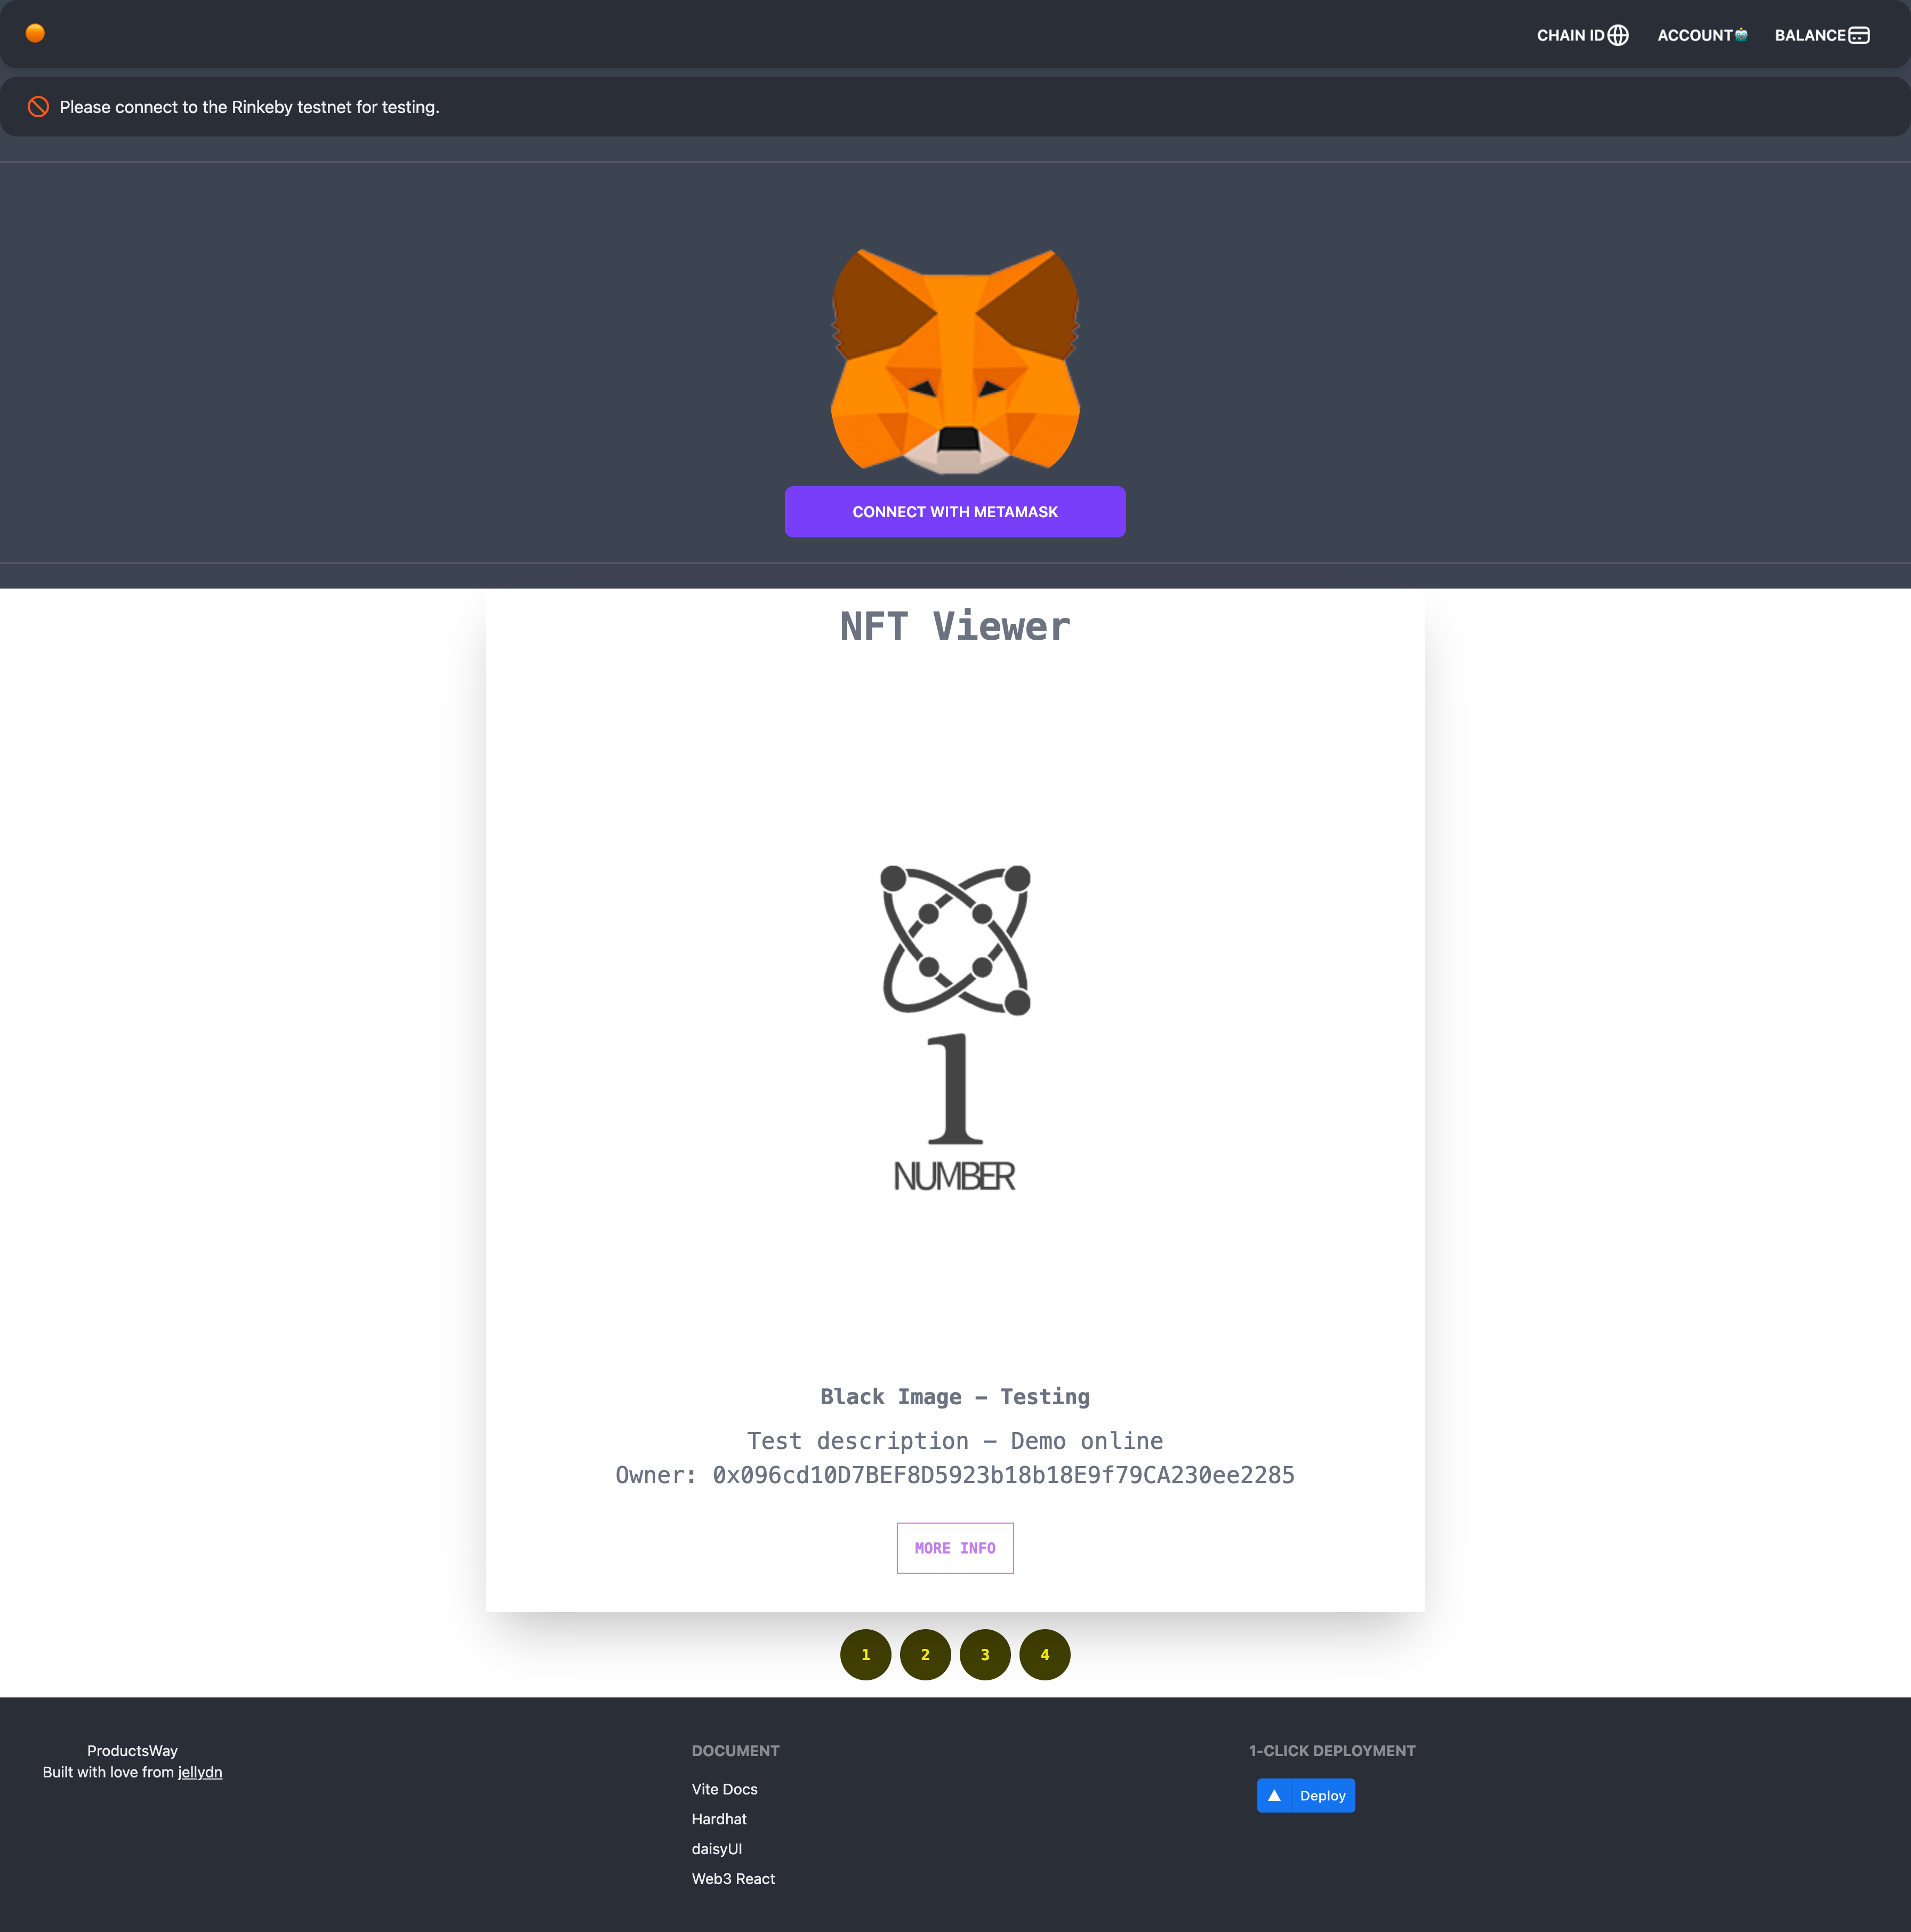 CHAIN ID ACCOUNT BALANCE
Please connect to the Rinkeby testnet for testing.
CONNECT WITH METAMASK
NFT Viewer
1
NUMBER
Black Image - Testing
Test description - Demo online
Owner: 0x096cd10D7BEF8D5923b18b18E9f79CA230ee2285
MORE INFO
1 2 3 4
ProductsWay
Built with love from jellydn
DOCUMENT
Vite Docs
Hardhat
daisyUI
Web3 React
1-CLICK DEPLOYMENT
Deploy